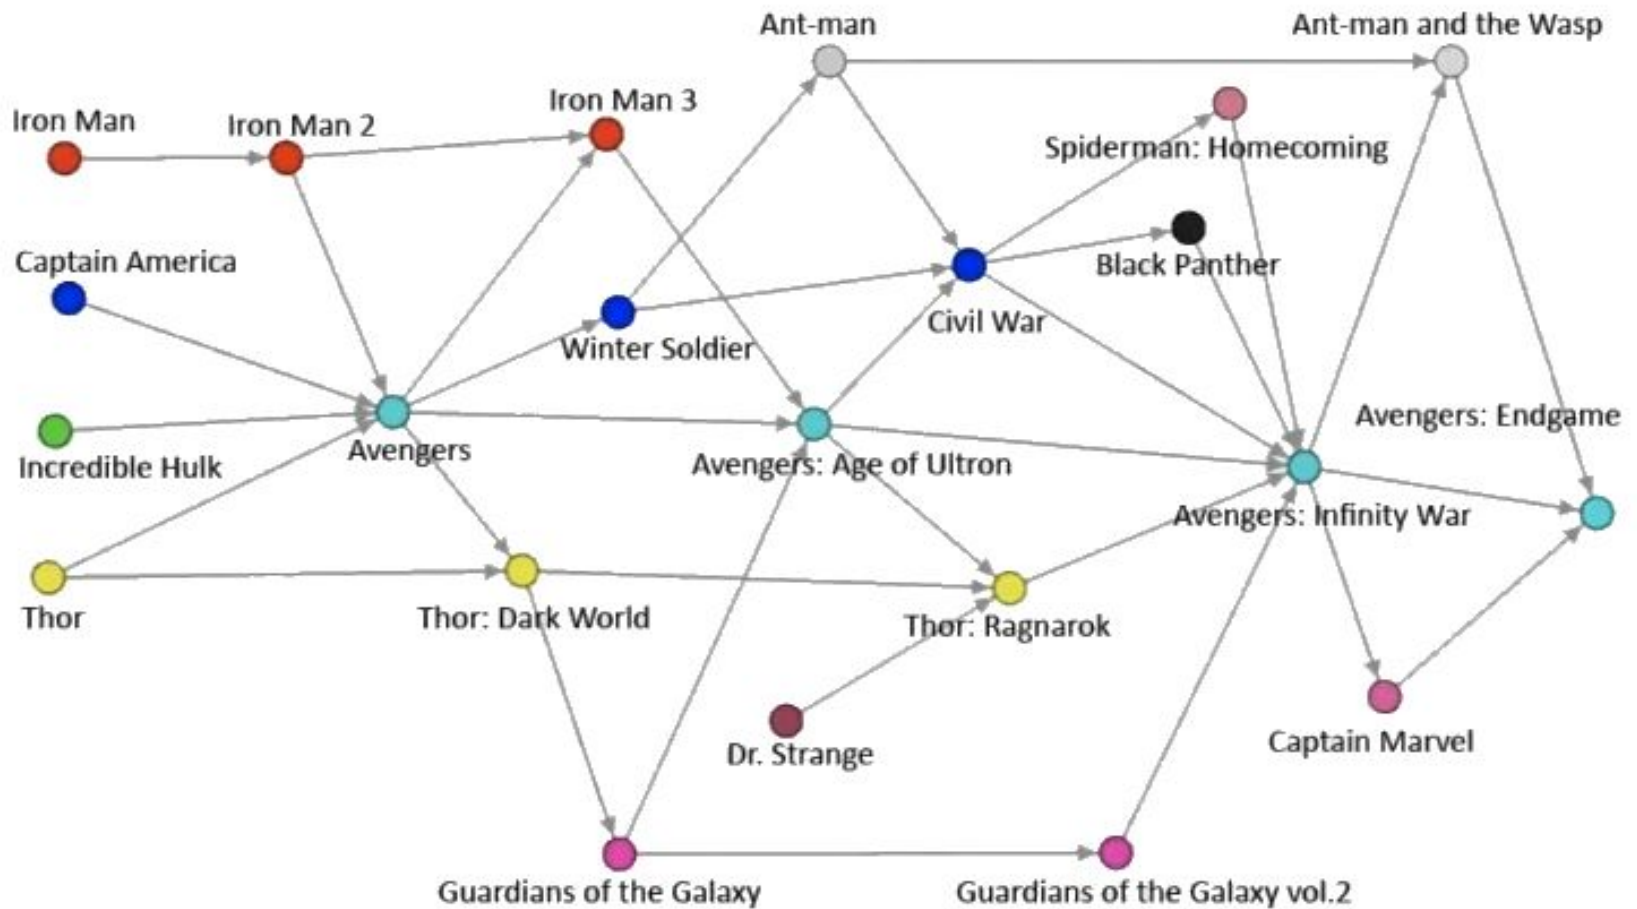 Ant-man
Ant-man and the Wasp
Iron Man 3
Iron Man
Iron Man 2
Spiderman: Homecoming
Captain America
Black Panther
Civil War
Winter Soldier
Avengers: Endgame
Avengers
Incredible Hulk
Avengers: Age of Ultron
Avengers: Infinity War
Thor
Thor: Dark World
Thor: Ragnarok
Dr. Strange
Captain Marvel
Guardians of the Galaxy
Guardians of the Galaxy vol.2